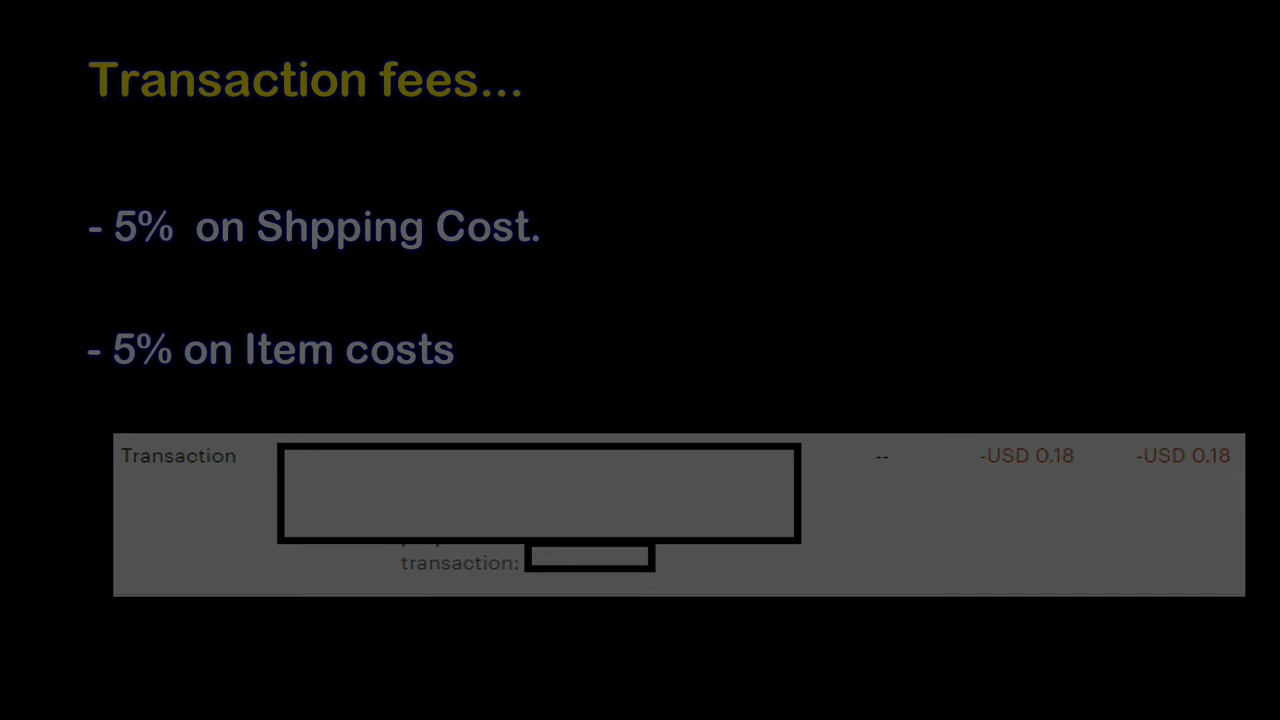 Transaction fees...
- 5% on Shpping Cost.
- 5% on Item costs
Transaction -- -USD 0.18 -USD 0.18
transaction: